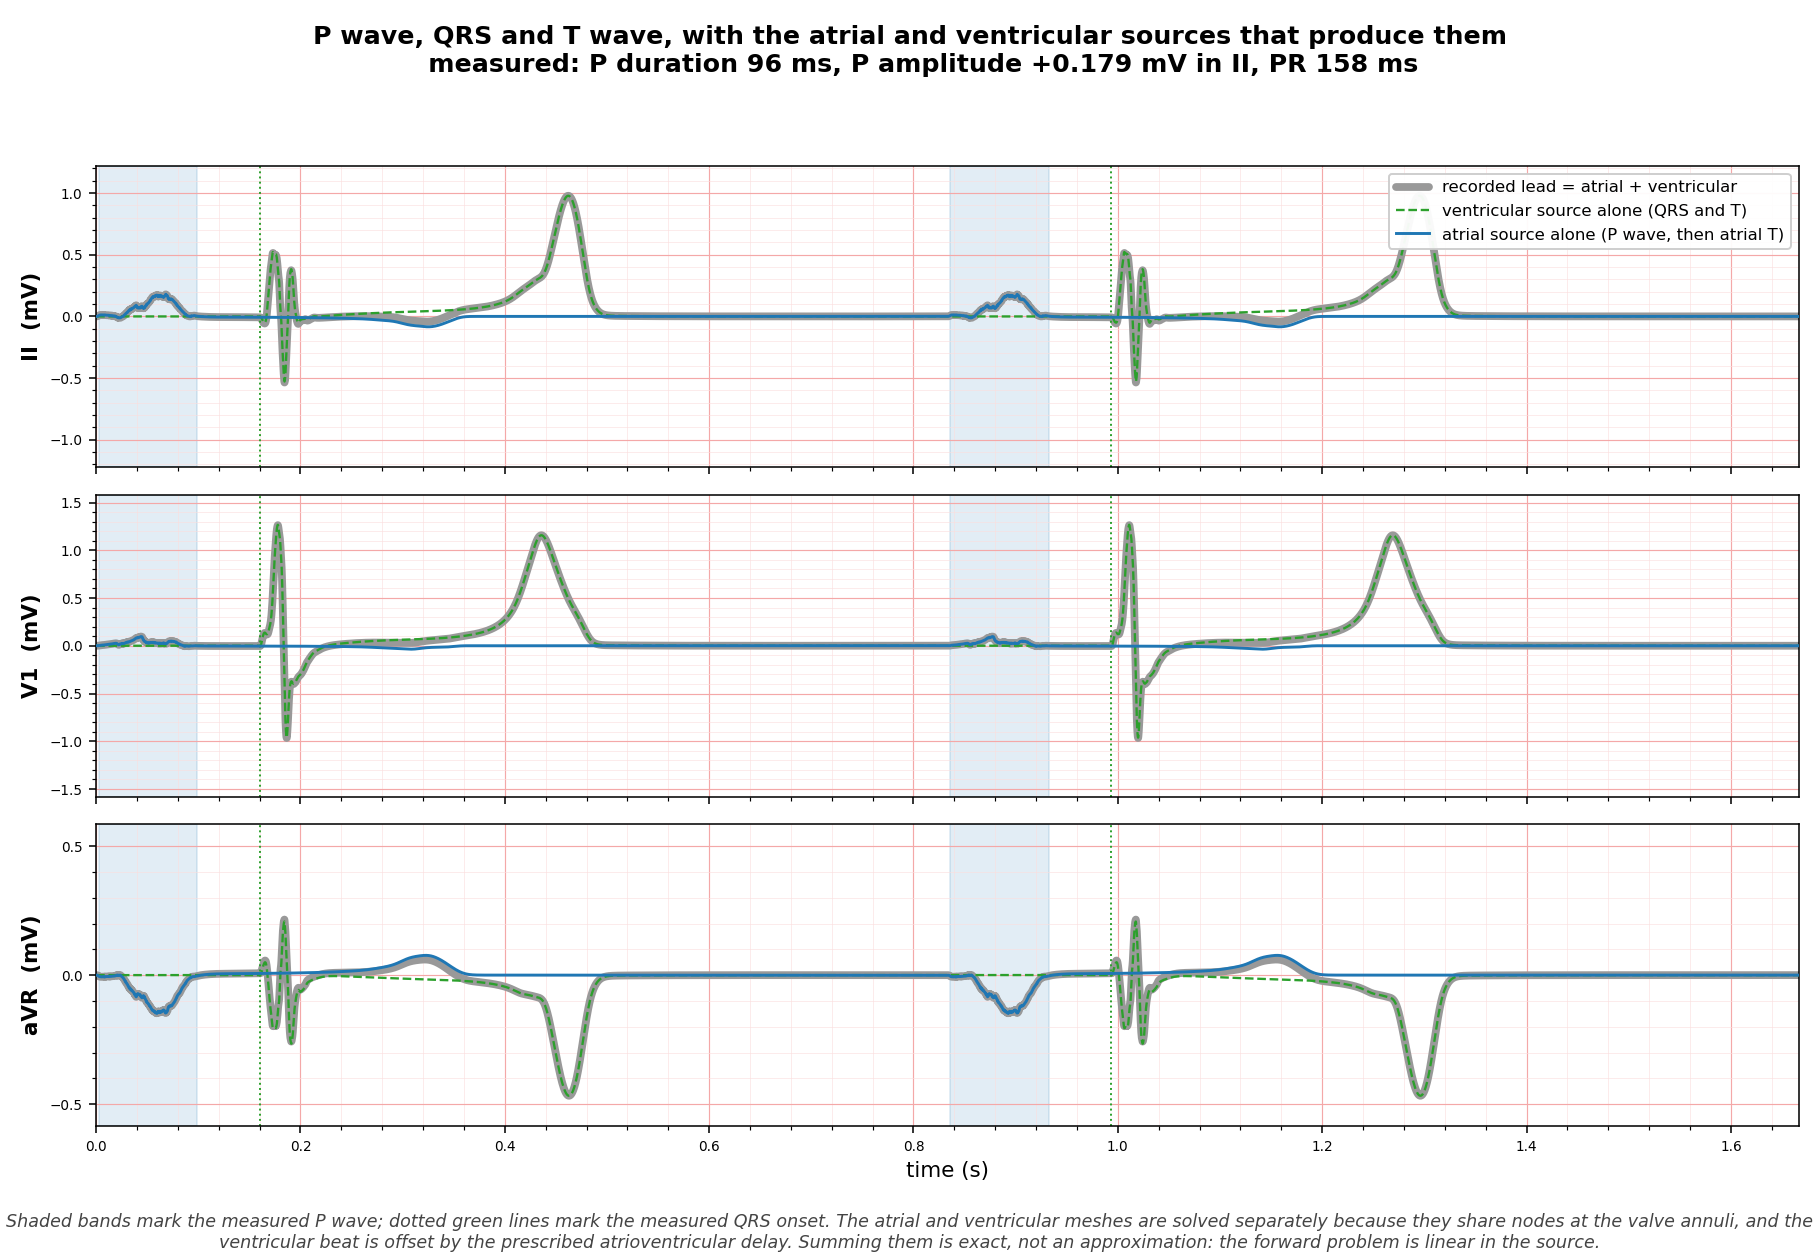 P wave, QRS and T wave, with the atrial and ventricular sources that produce them
measured: P duration 96 ms, P amplitude +0.179 mV in II, PR 158 ms
recorded lead = atrial + ventricular
ventricular source alone (QRS and T)
atrial source alone (P wave, then atrial T)
II (mV)
1.0
0.5
0.0
−0.5
−1.0
V1 (mV)
1.5
1.0
0.5
0.0
−0.5
−1.0
−1.5
aVR (mV)
0.5
0.0
−0.5
0.0 0.2 0.4 0.6 0.8 1.0 1.2 1.4 1.6
time (s)
Shaded bands mark the measured P wave; dotted green lines mark the measured QRS onset. The atrial and ventricular meshes are solved separately because they share nodes at the valve annuli, and the
ventricular beat is offset by the prescribed atrioventricular delay. Summing them is exact, not an approximation: the forward problem is linear in the source.